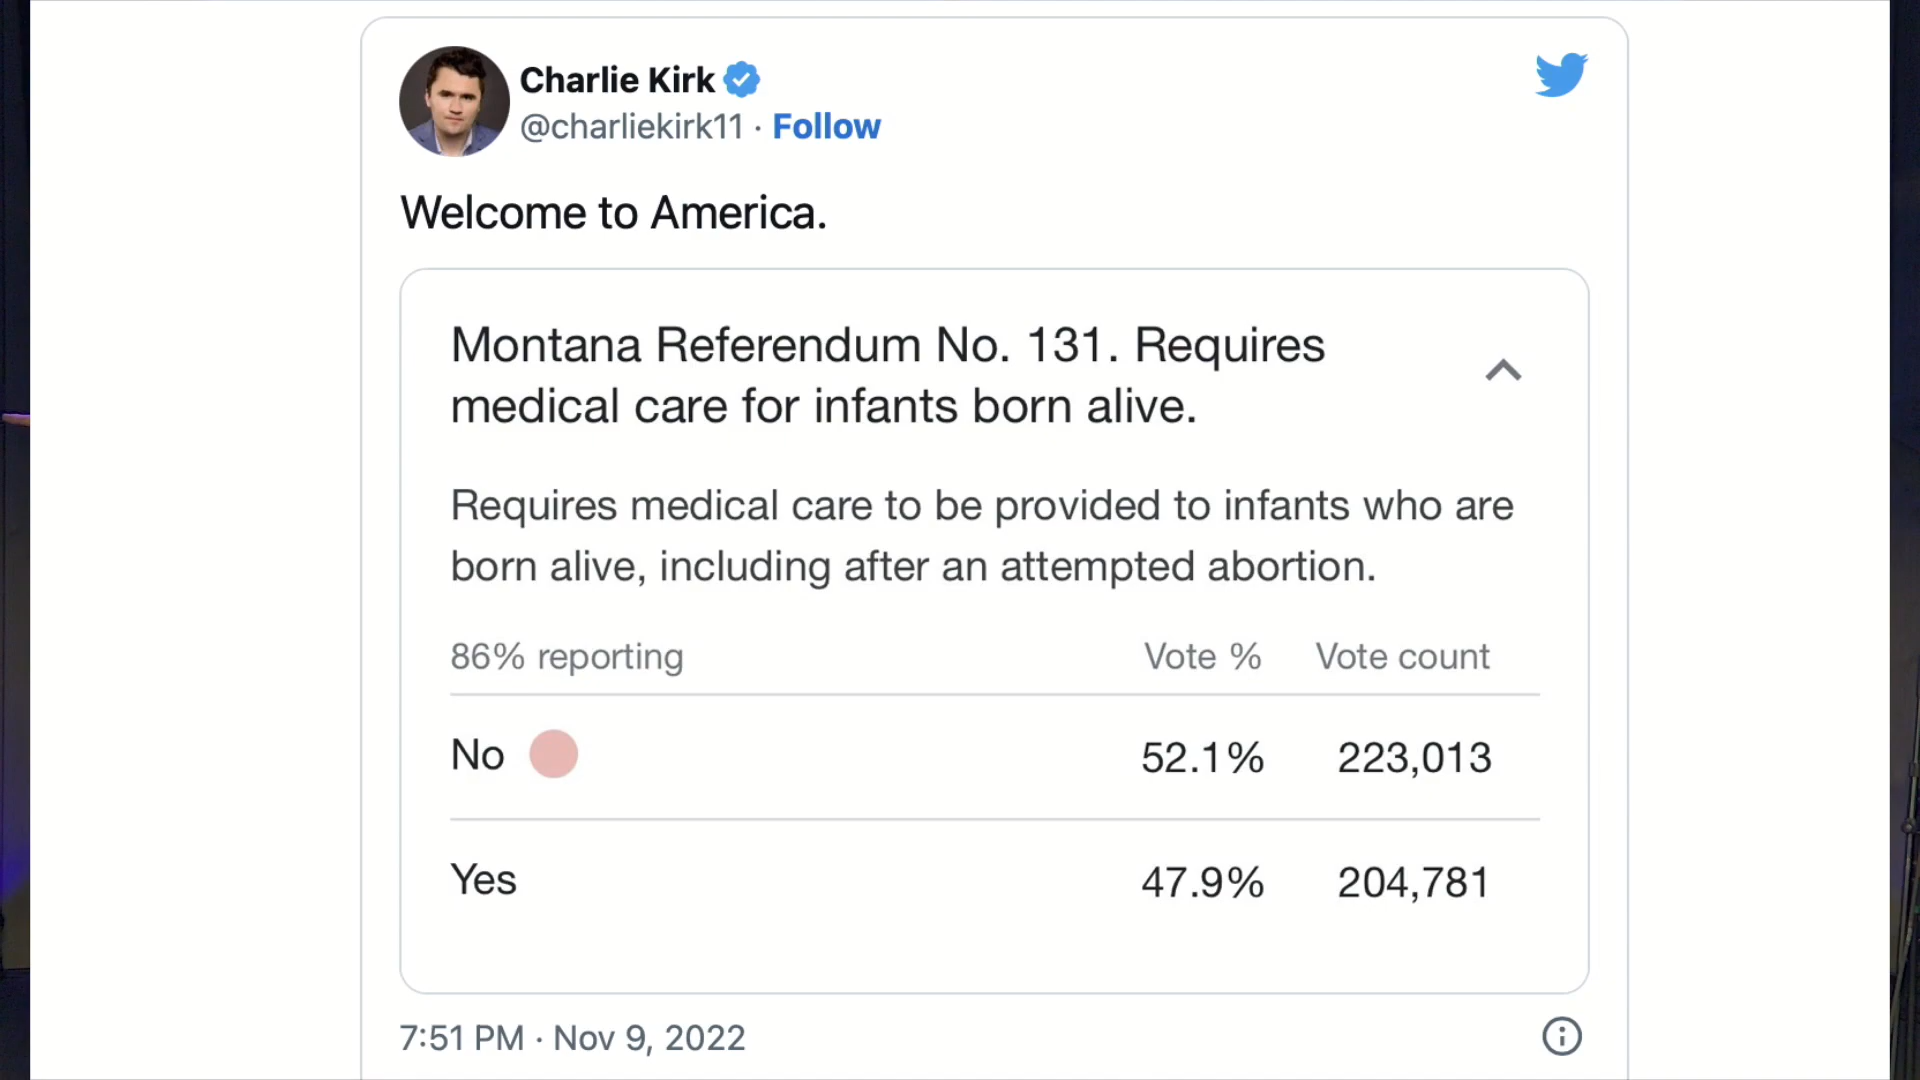 Charlie Kirk
@charliekirk11 · Follow
Welcome to America.
Montana Referendum No. 131. Requires
medical care for infants born alive.
Requires medical care to be provided to infants who are
born alive, including after an attempted abortion.
86% reporting Vote % Vote count
No 52.1% 223,013
Yes 47.9% 204,781
7:51 PM · Nov 9, 2022